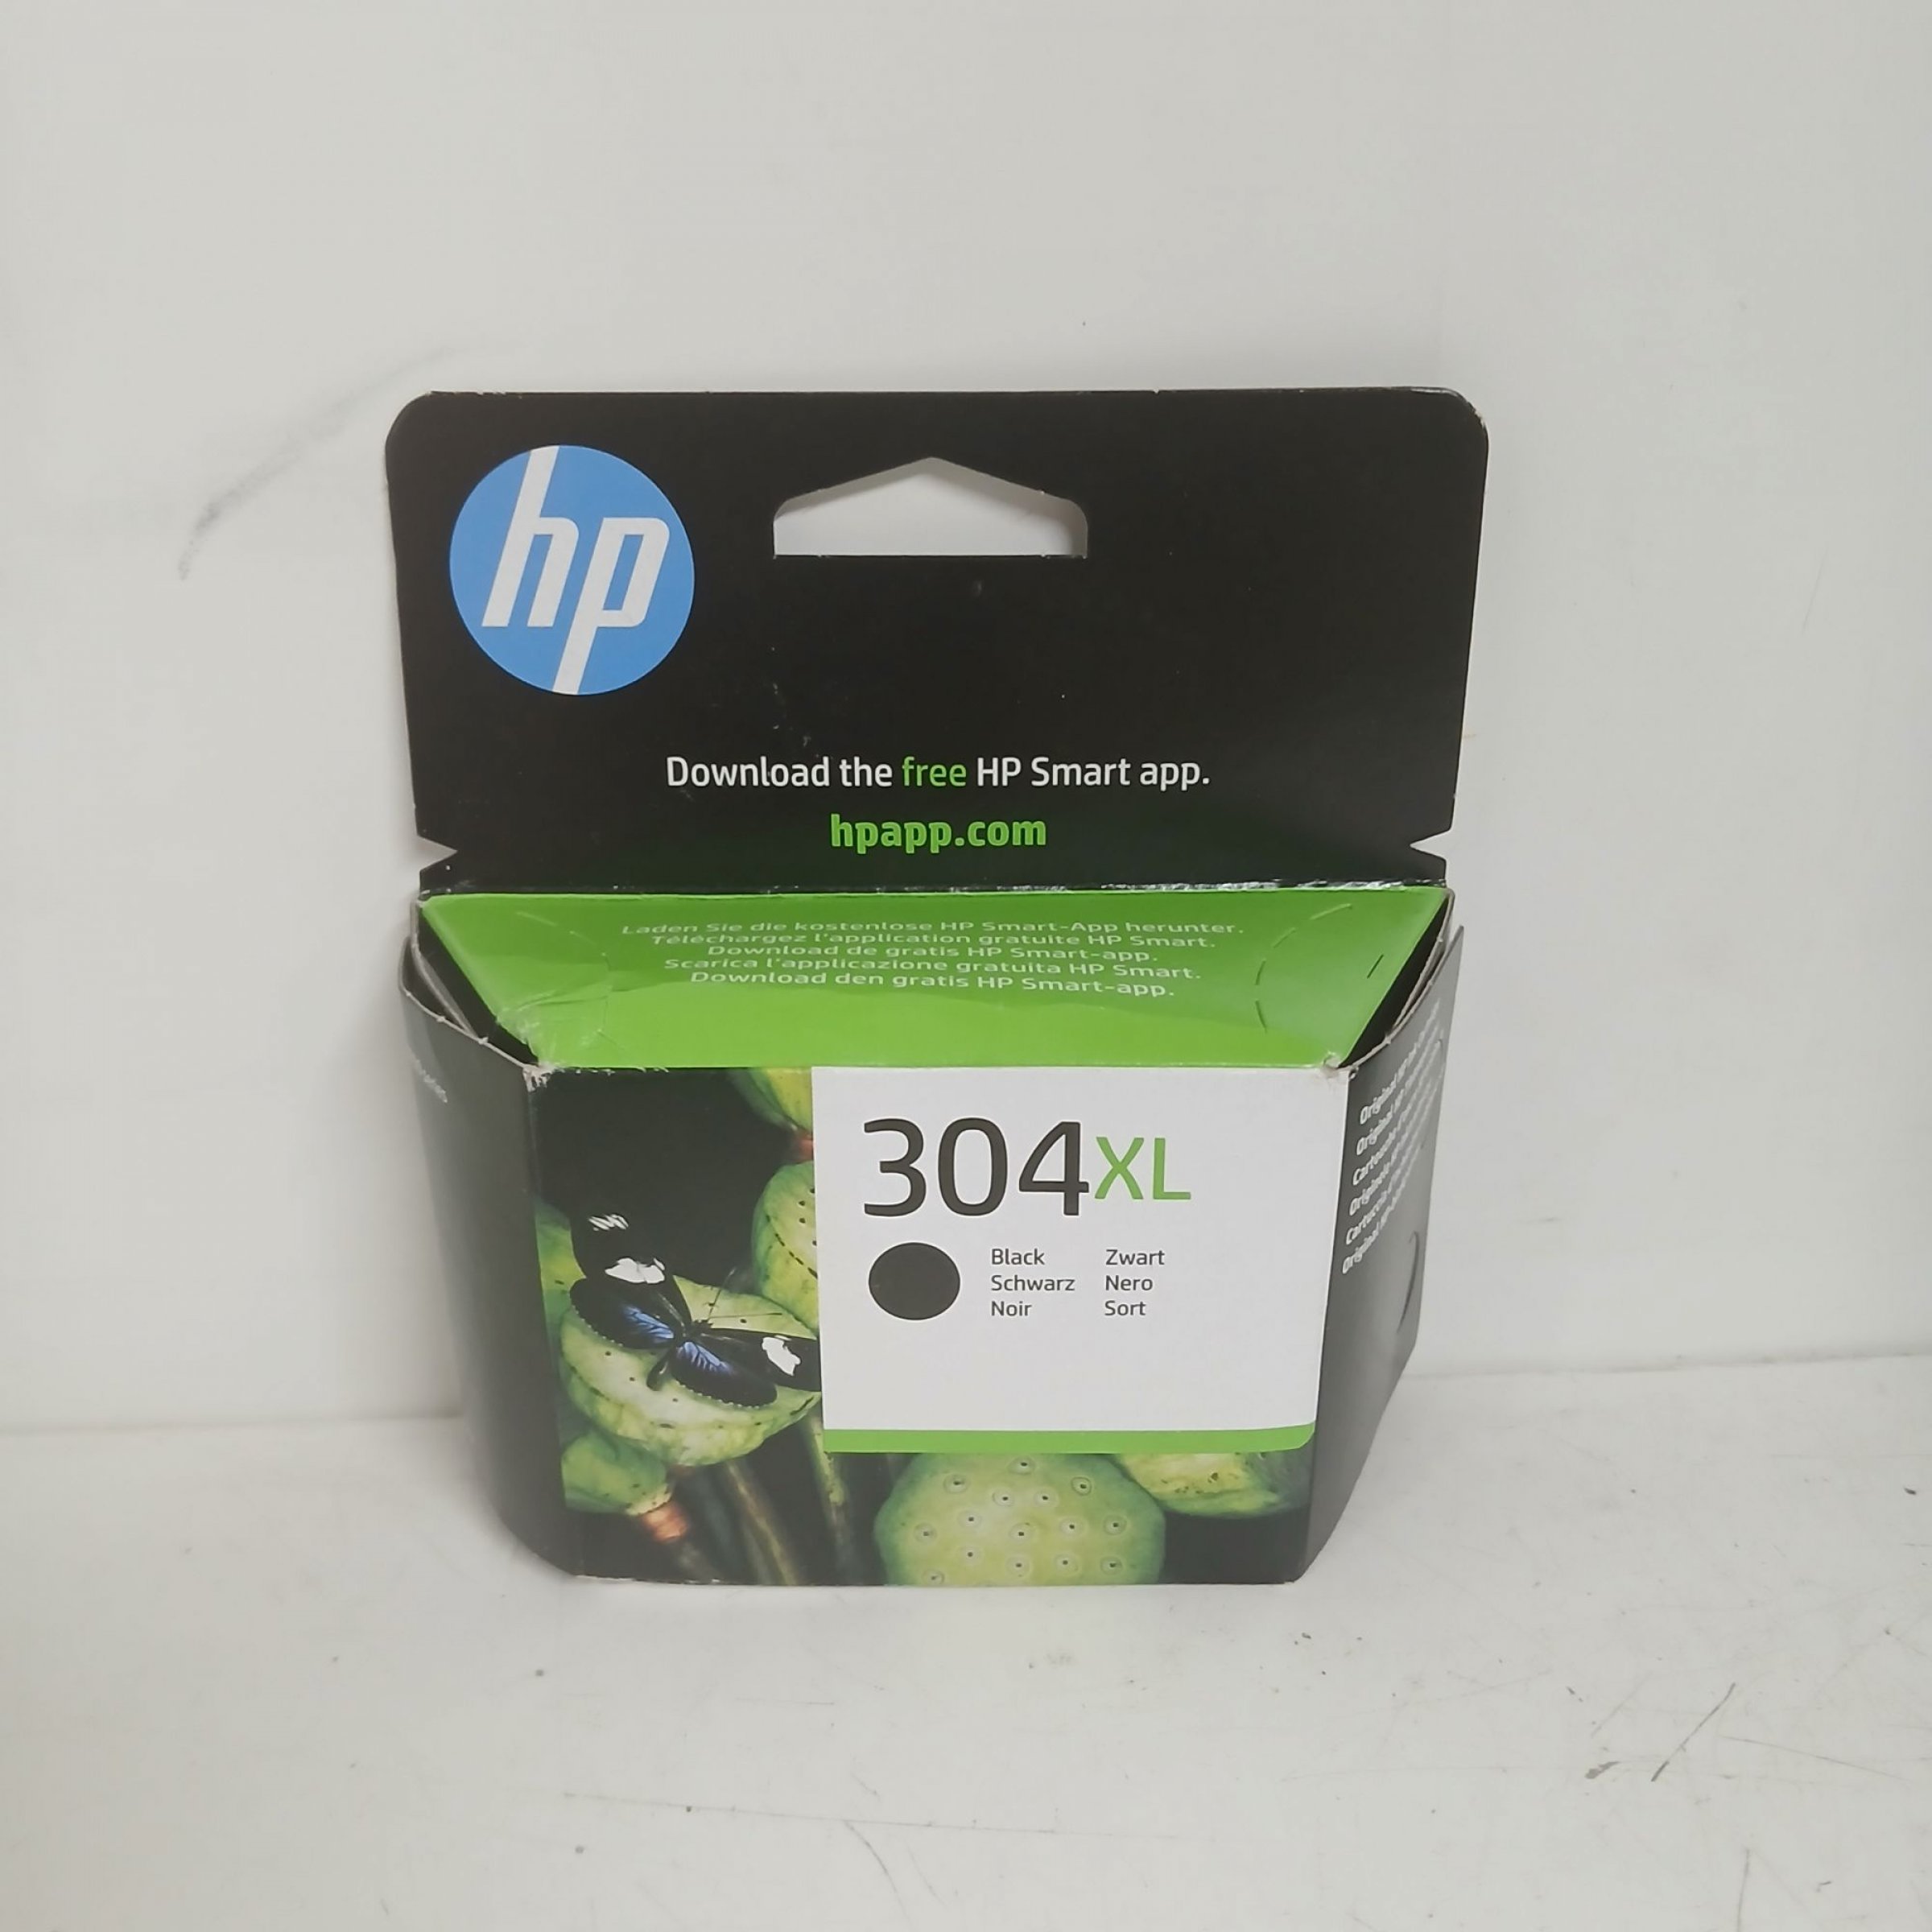 hp
Download the free HP Smart app.
hpapp.com
Laden Sie die kostenlose HP Smart-App herunter.
Téléchargez l'application gratuite HP Smart.
Download de gratis HP Smart-app.
Scarica l'applicazione gratuita HP Smart.
Download den gratis HP Smart-app.
304XL
Black Zwart
Schwarz Nero
Noir Sort
Original
Original